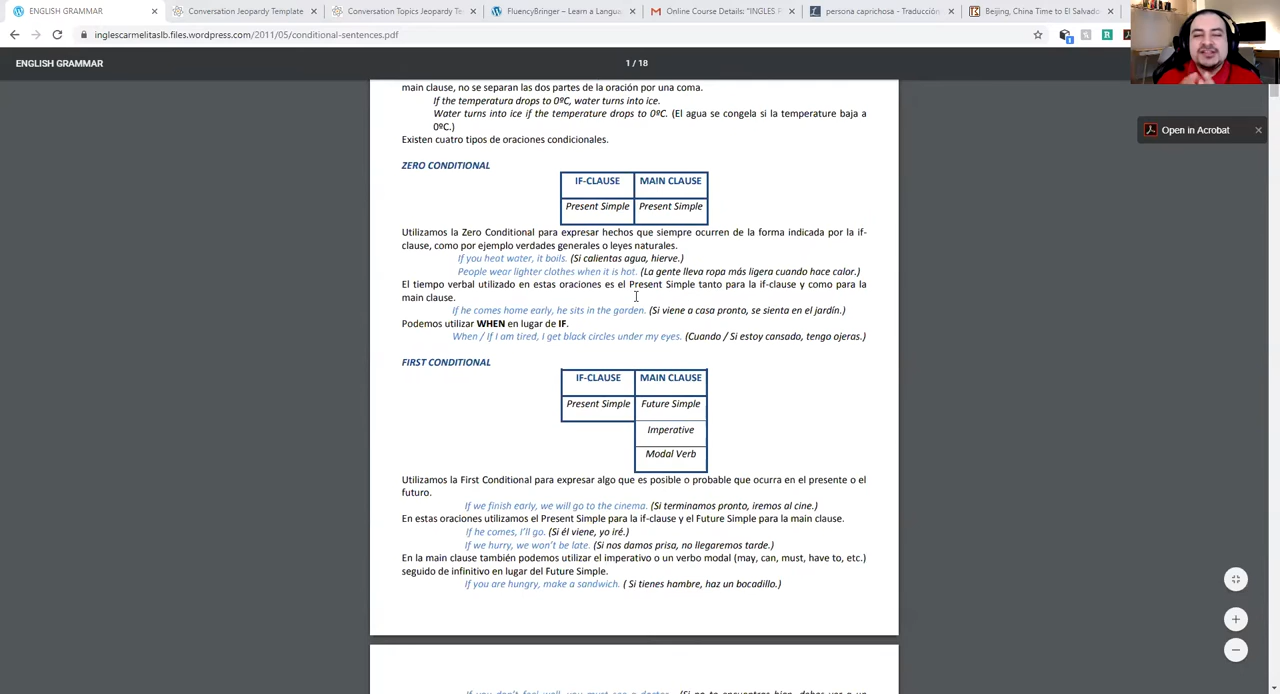 ENGLISH GRAMMAR
Conversation Jeopardy Template
Conversation Topics Jeopardy Te
FluencyBringer – Learn a Langua
Online Course Details: "INGLES F
persona caprichosa - Traducción
Beijing, China Time to El Salvado
inglescarmelitaslb.files.wordpress.com/2011/05/conditional-sentences.pdf
ENGLISH GRAMMAR
1 / 18
Open in Acrobat
main clause, no se separan las dos partes de la oración por una coma.
If the temperatura drops to 0ºC, water turns into ice.
Water turns into ice if the temperature drops to 0ºC. (El agua se congela si la temperature baja a
0ºC.)
Existen cuatro tipos de oraciones condicionales.
ZERO CONDITIONAL
IF-CLAUSE MAIN CLAUSE
Present Simple Present Simple
Utilizamos la Zero Conditional para expresar hechos que siempre ocurren de la forma indicada por la if-
clause, como por ejemplo verdades generales o leyes naturales.
If you heat water, it boils. (Si calientas agua, hierve.)
People wear lighter clothes when it is hot. (La gente lleva ropa más ligera cuando hace calor.)
El tiempo verbal utilizado en estas oraciones es el Present Simple tanto para la if-clause y como para la
main clause.
If he comes home early, he sits in the garden. (Si viene a casa pronto, se sienta en el jardín.)
Podemos utilizar WHEN en lugar de IF.
When / If I am tired, I get black circles under my eyes. (Cuando / Si estoy cansado, tengo ojeras.)
FIRST CONDITIONAL
IF-CLAUSE MAIN CLAUSE
Present Simple Future Simple
Imperative
Modal Verb
Utilizamos la First Conditional para expresar algo que es posible o probable que ocurra en el presente o el
futuro.
If we finish early, we will go to the cinema. (Si terminamos pronto, iremos al cine.)
En estas oraciones utilizamos el Present Simple para la if-clause y el Future Simple para la main clause.
If he comes, I'll go. (Si él viene, yo iré.)
If we hurry, we won't be late. (Si nos damos prisa, no llegaremos tarde.)
En la main clause también podemos utilizar el imperativo o un verbo modal (may, can, must, have to, etc.)
seguido de infinitivo en lugar del Future Simple.
If you are hungry, make a sandwich. ( Si tienes hambre, haz un bocadillo.)